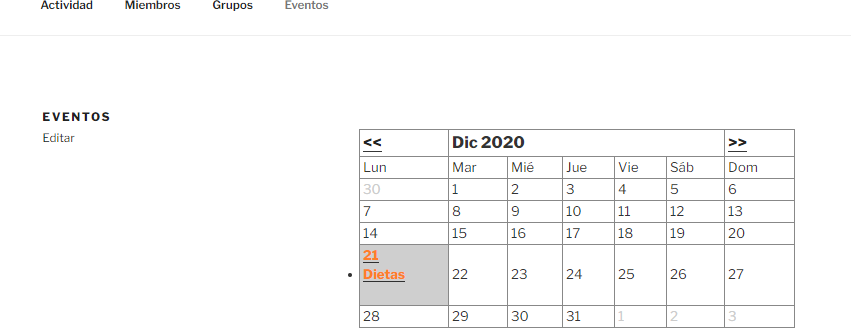 Actividad Miembros Grupos Eventos
EVENTOS
Editar
<< Dic 2020 >>
Lun Mar Mié Jue Vie Sáb Dom
30 1 2 3 4 5 6
7 8 9 10 11 12 13
14 15 16 17 18 19 20
21
Dietas 22 23 24 25 26 27
28 29 30 31 1 2 3